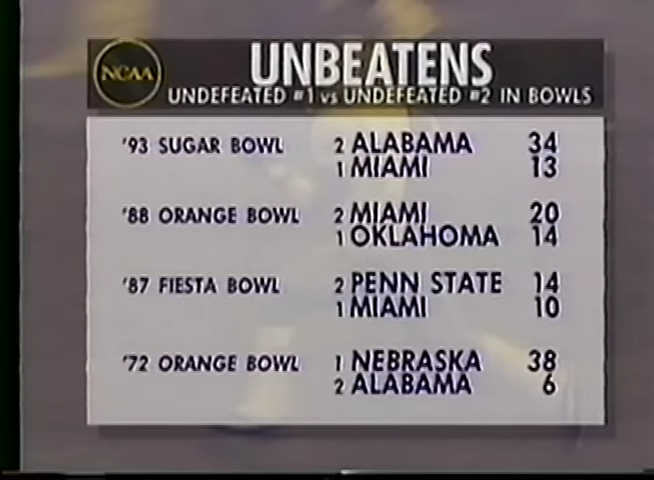 NCAA
UNBEATENS
UNDEFEATED #1 vs UNDEFEATED #2 IN BOWLS
'93 SUGAR BOWL 2 ALABAMA 34
1 MIAMI 13
'88 ORANGE BOWL 2 MIAMI 20
1 OKLAHOMA 14
'87 FIESTA BOWL 2 PENN STATE 14
1 MIAMI 10
'72 ORANGE BOWL 1 NEBRASKA 38
2 ALABAMA 6